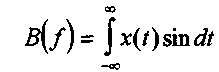 B(f) = ∫_{-∞}^{∞} x(t) sin dt